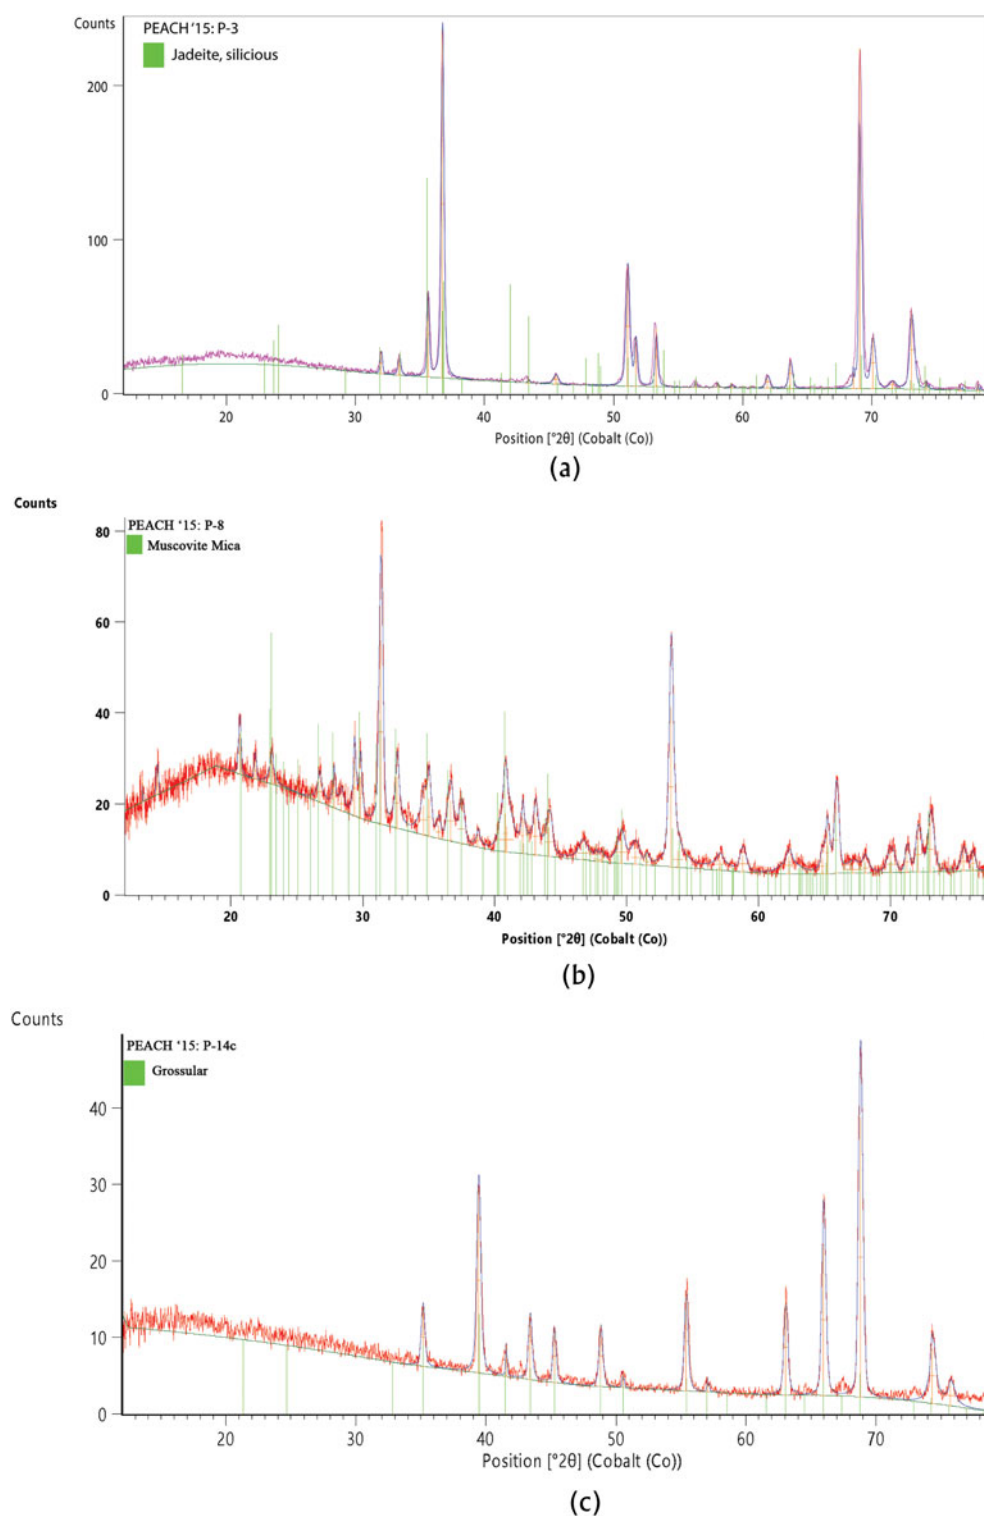 Counts
PEACH '15: P-3
Jadeite, silicious
200
100
0
20 30 40 50 60 70
Position [°2θ] (Cobalt (Co))
(a)
Counts
PEACH '15: P-8
Muscovite Mica
80
60
40
20
0
20 30 40 50 60 70
Position [°2θ] (Cobalt (Co))
(b)
Counts
PEACH '15: P-14c
Grossular
40
30
20
10
0
20 30 40 50 60 70
Position [°2θ] (Cobalt (Co))
(c)